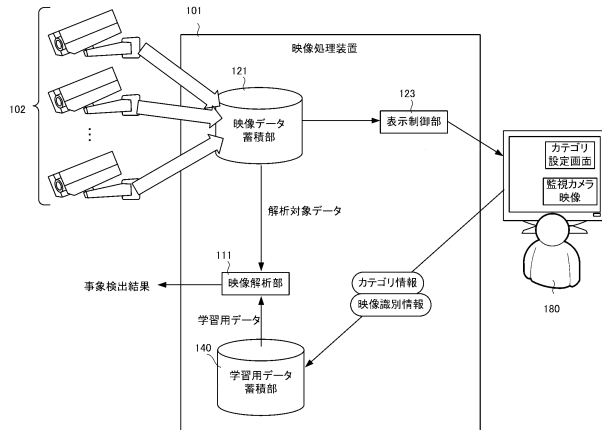 101
映像処理装置
102
121
映像データ
蓄積部
123
表示制御部
カテゴリ
設定画面
監視カメラ
映像
180
解析対象データ
111
映像解析部
事象検出結果
カテゴリ情報
映像識別情報
学習用データ
140
学習用データ
蓄積部